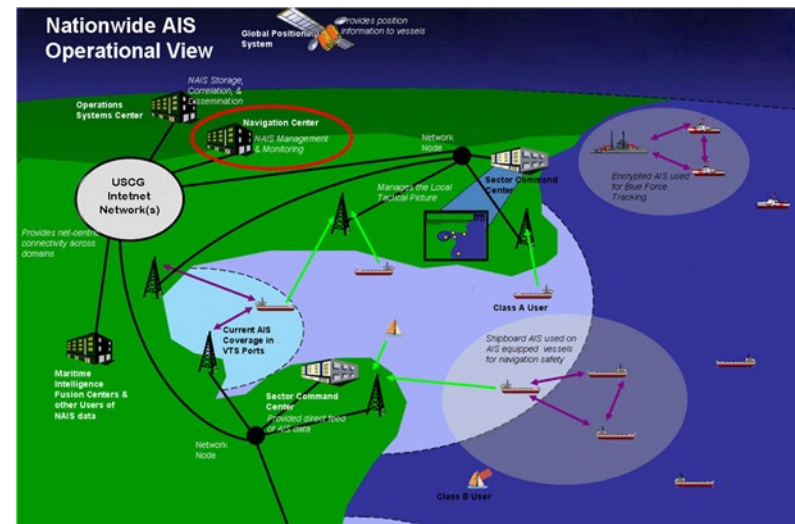 Nationwide AIS
Operational View
Global Positioning
System
Provides position
information to vessels
NAIS Storage,
Correlation, &
Dissemination
Operations
Systems Center
Navigation Center
NAIS Management
& Monitoring
Network
Node
Sector Command
Center
Encrypted AIS used
for Blue Force
Tracking
USCG
Intenet
Network(s)
Manages the Local
Tactical Picture
Provides net-centric
connectivity across
domains
Class A User
Current AIS
Coverage in
VTS Ports
Shipboard AIS used on
AIS equipped vessels
for navigation safety
Maritime
Intelligence
Fusion Centers &
other Users of
NAIS data
Sector Command
Center
Provided direct feed
of AIS data
Network
Node
Class B User